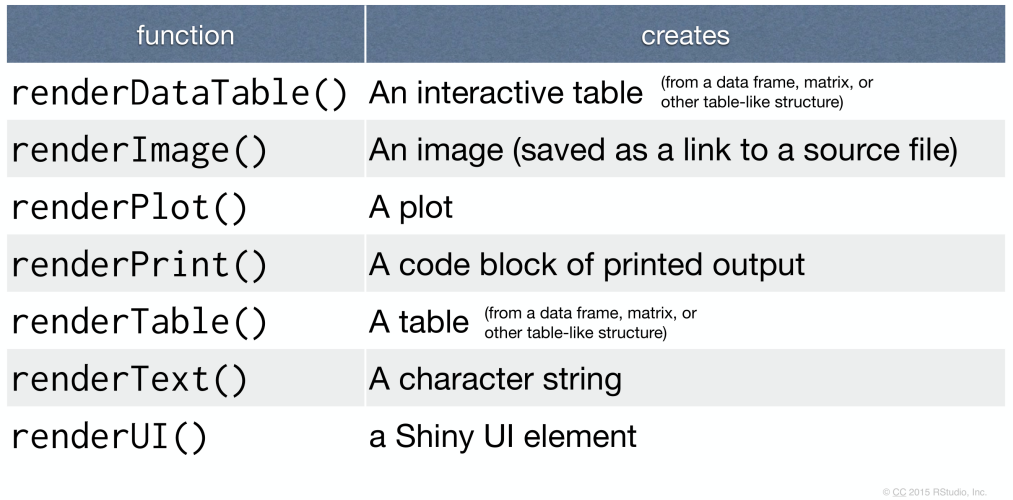 function creates
renderDataTable() An interactive table (from a data frame, matrix, or
other table-like structure)
renderImage() An image (saved as a link to a source file)
renderPlot() A plot
renderPrint() A code block of printed output
renderTable() A table (from a data frame, matrix, or
other table-like structure)
renderText() A character string
renderUI() a Shiny UI element
© CC 2015 RStudio, Inc.